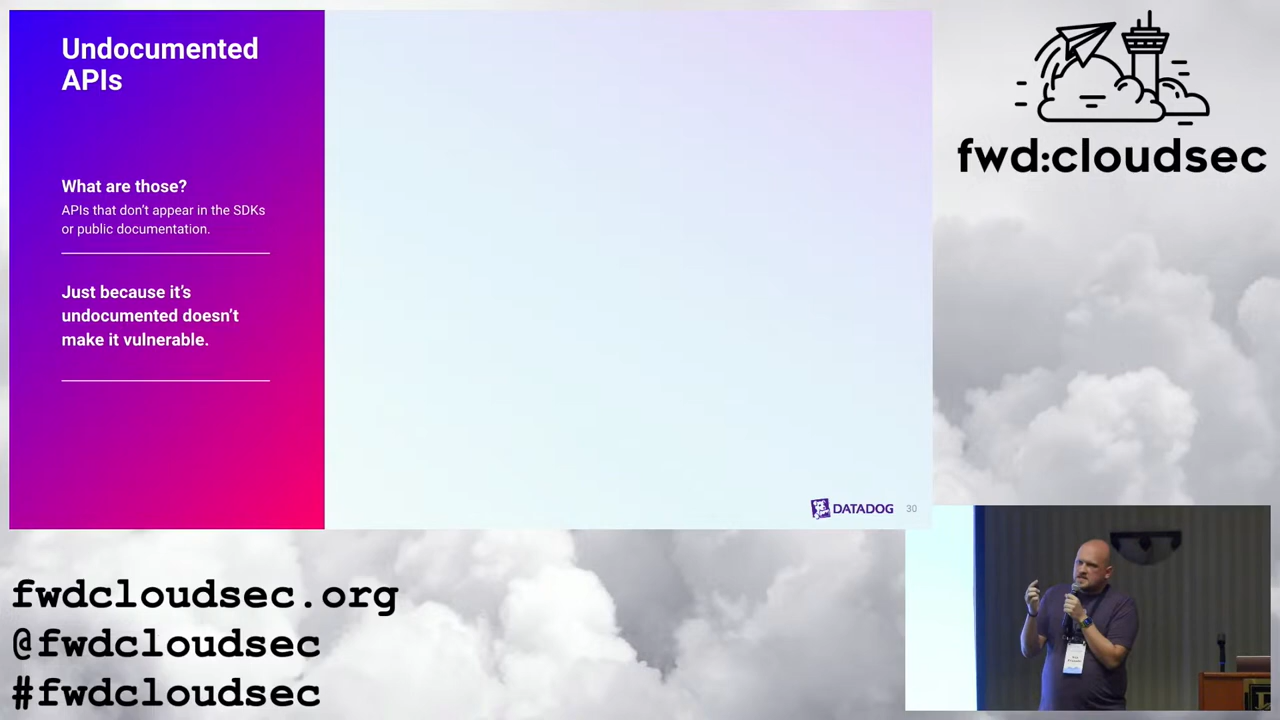 Undocumented
APIs
What are those?
APIs that don't appear in the SDKs
or public documentation.
Just because it's
undocumented doesn't
make it vulnerable.
DATADOG 30
fwd:cloudsec
fwdcloudsec.org
@fwdcloudsec
#fwdcloudsec